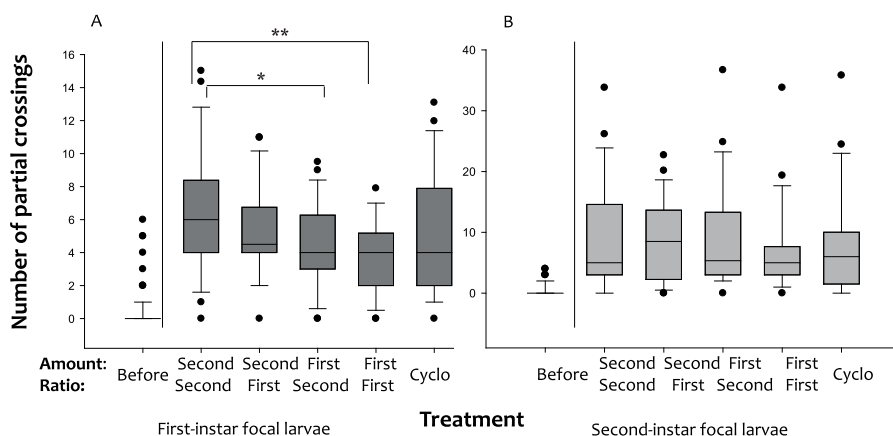 A
B
**
*
Number of partial crossings
16
14
12
10
8
6
4
2
0
40
30
20
10
0
Amount:
Ratio:
Before
Second Second First First
Second First Second First
Cyclo
Before
Second Second First First
Second First Second First
Cyclo
First-instar focal larvae
Treatment
Second-instar focal larvae